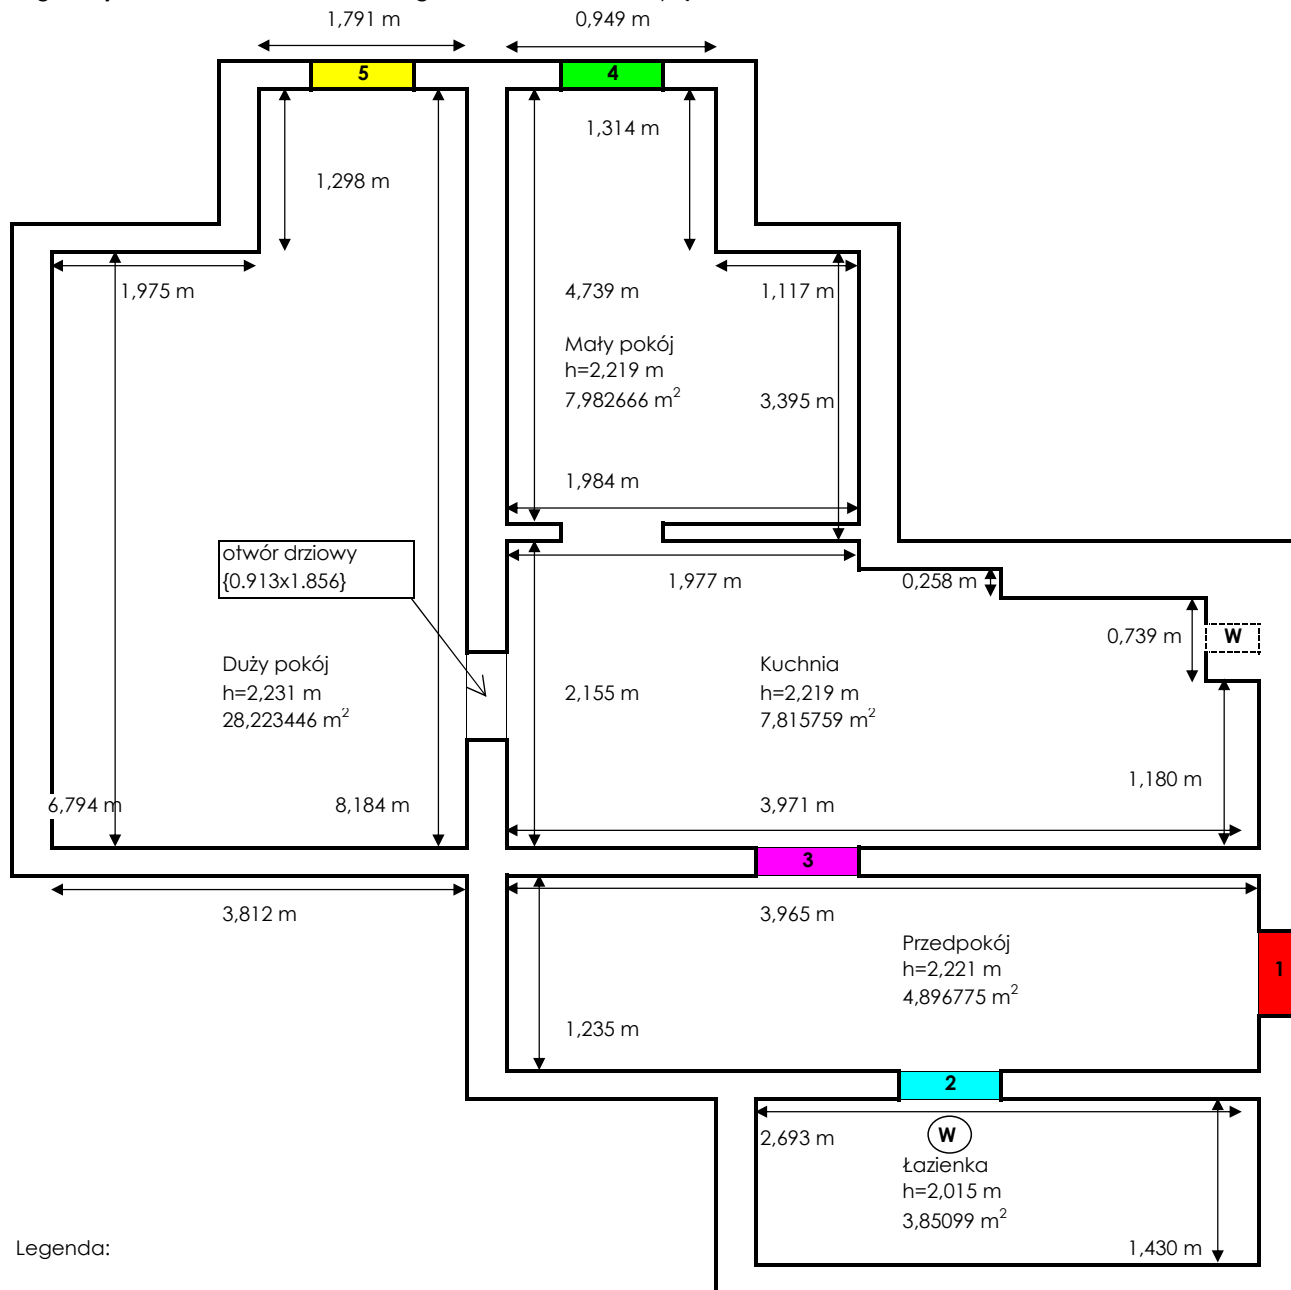 1,791 m
0,949 m
5
4
1,314 m
1,298 m
1,975 m
4,739 m
1,117 m
Mały pokój
h=2,219 m
7,982666 m²
3,395 m
1,984 m
otwór drziowy
{0.913x1.856}
1,977 m
0,258 m
0,739 m
W
Duży pokój
h=2,231 m
28,223446 m²
2,155 m
Kuchnia
h=2,219 m
7,815759 m²
1,180 m
6,794 m
8,184 m
3,971 m
3
3,812 m
3,965 m
Przedpokój
h=2,221 m
4,896775 m²
1
1,235 m
2
2,693 m
W
Łazienka
h=2,015 m
3,85099 m²
1,430 m
Legenda: